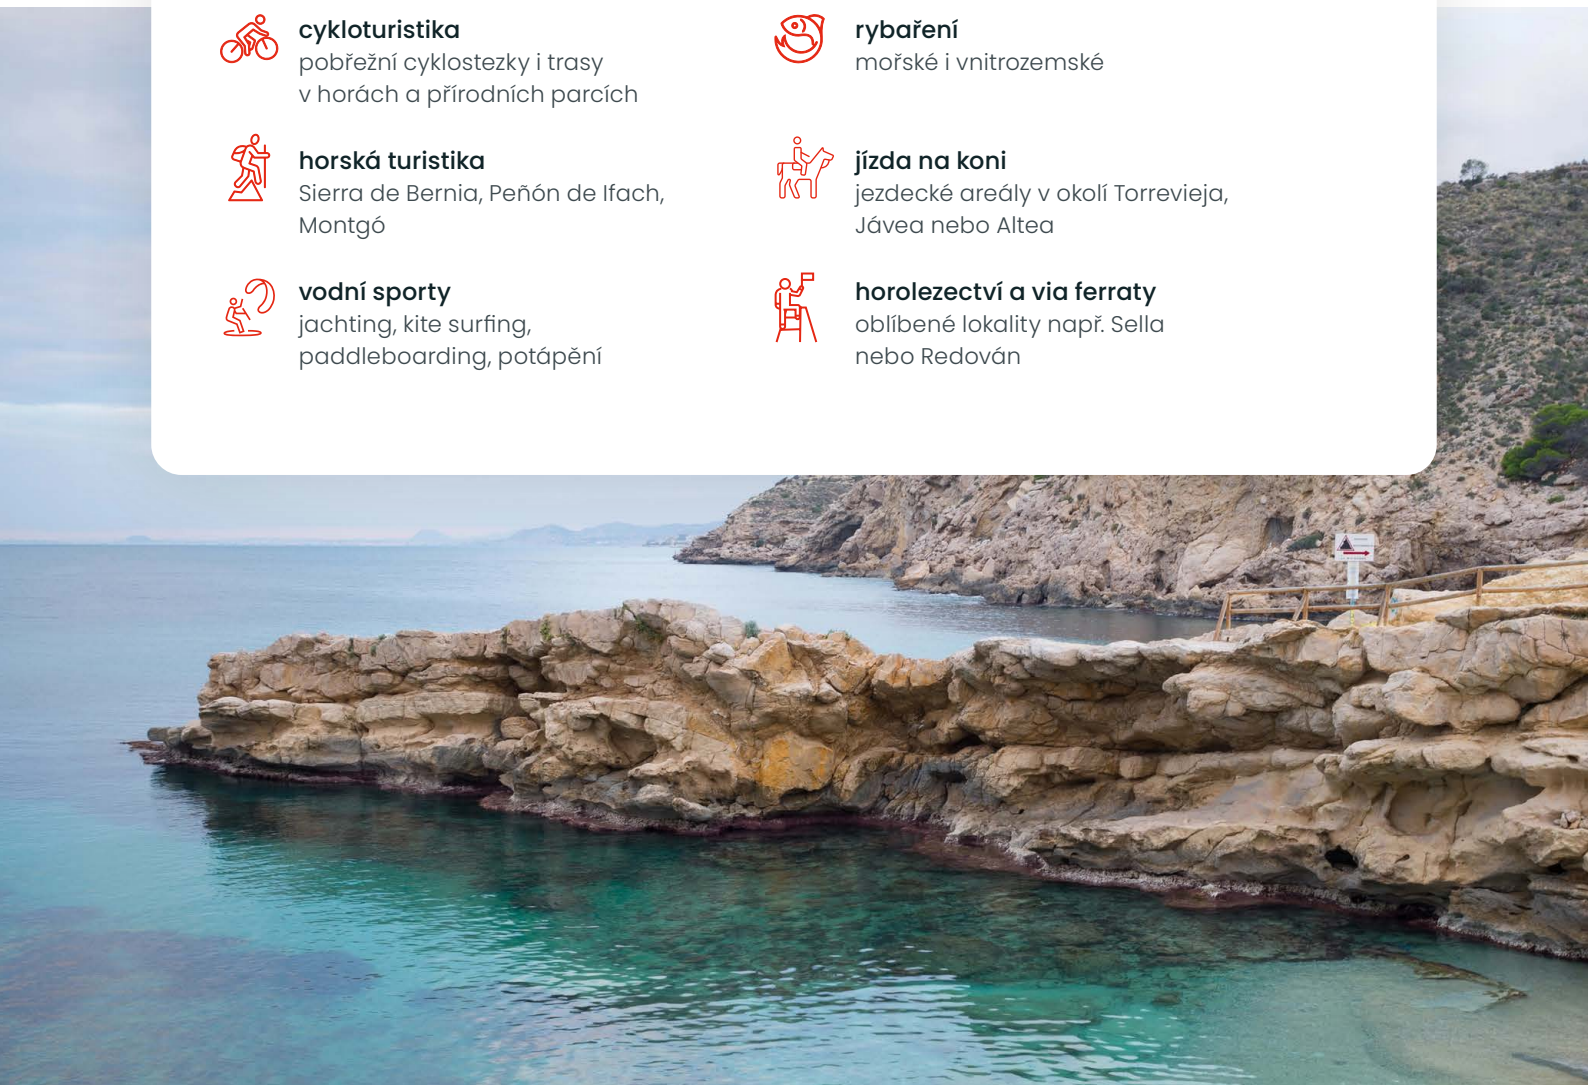 cykloturistika
pobřežní cyklostezky i trasy
v horách a přírodních parcích
rybaření
mořské i vnitrozemské
horská turistika
Sierra de Bernia, Peñón de Ifach,
Montgó
jízda na koni
jezdecké areály v okolí Torrevieja,
Jávea nebo Altea
vodní sporty
jachting, kite surfing,
paddleboarding, potápění
horolezectví a via ferraty
oblíbené lokality např. Sella
nebo Redován